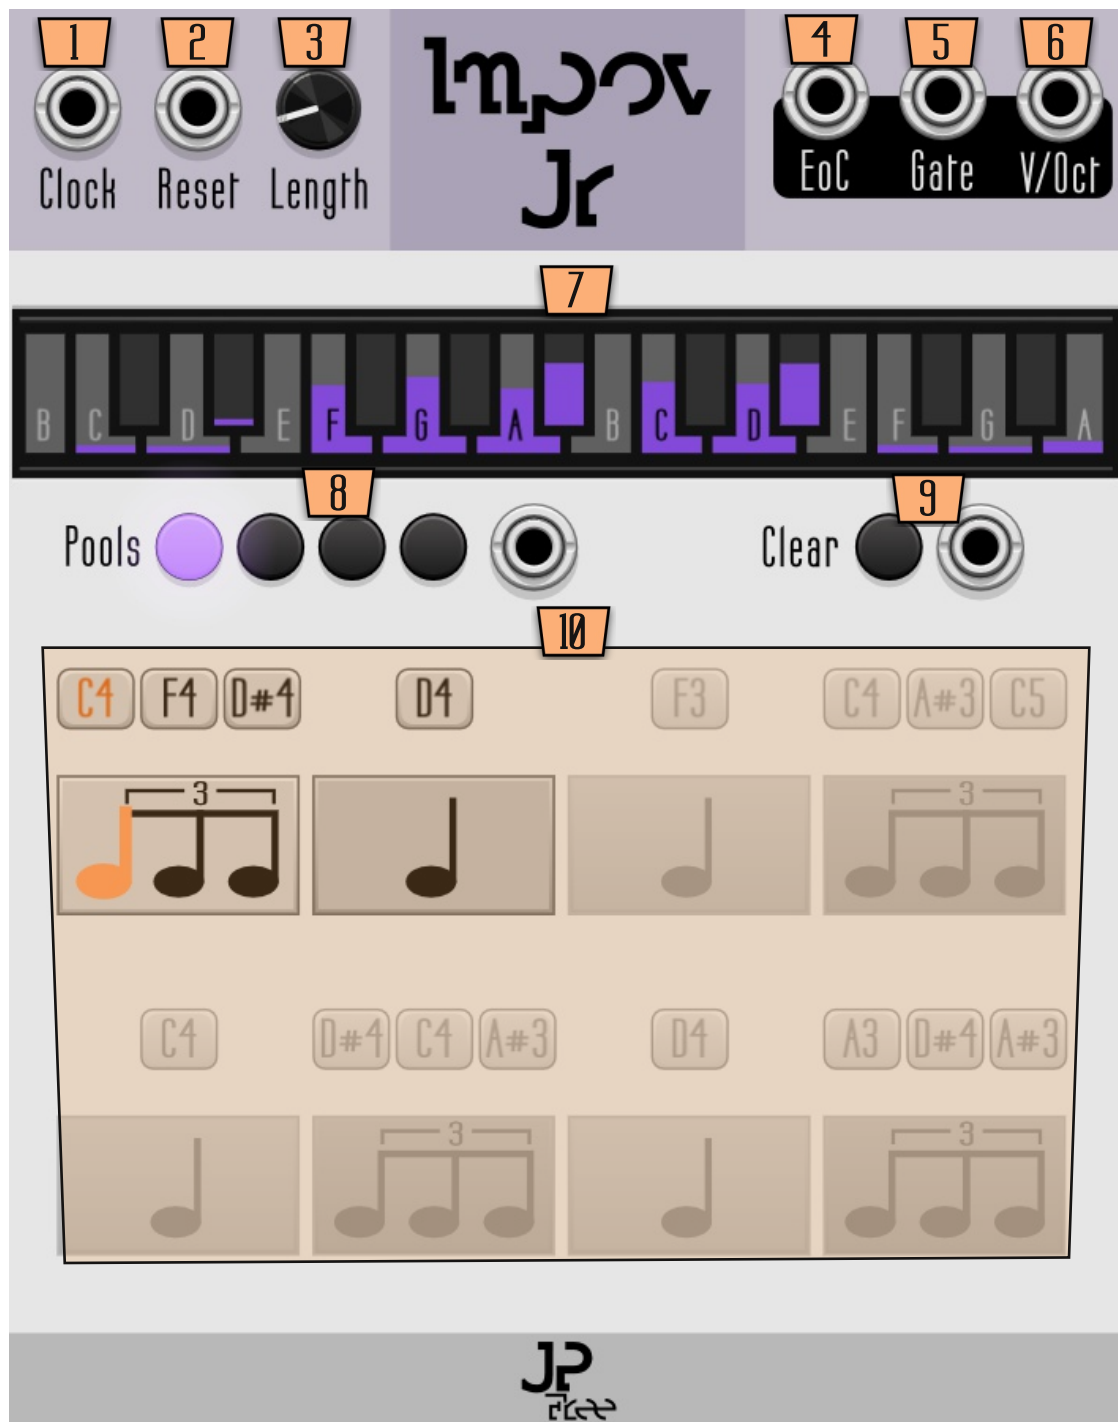 1 2 3 4 5 6
Clock Reset Length
Impov
Jr
EoC Gate V/Oct
7
B C D E F G A B C D E F G A
8 9
Pools Clear
10
C4 F4 D#4 D4 F3 C4 A#3 C5
3 3
C4 D#4 C4 A#3 D4 A3 D#4 A#3
3 3
JP